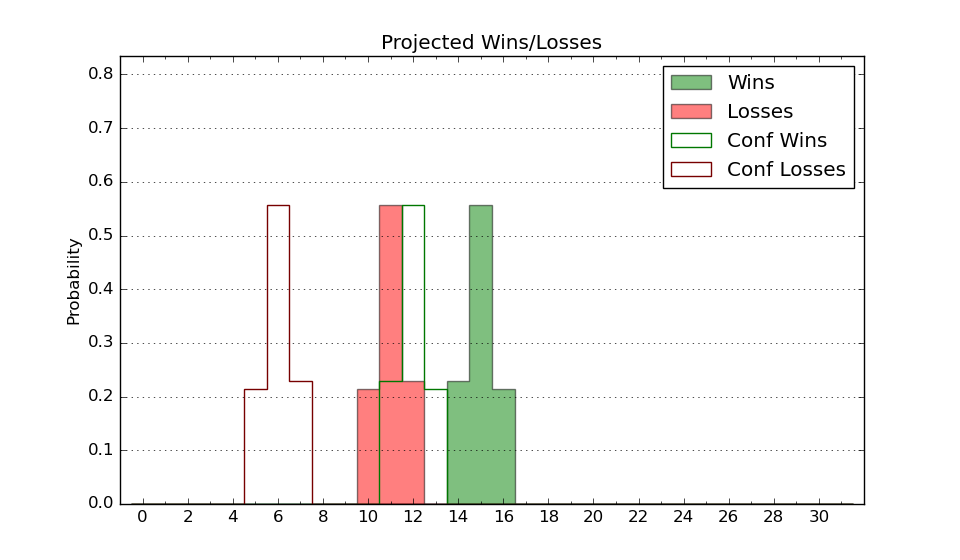 Projected Wins/Losses
0.8
0.7
0.6
0.5
0.4
0.3
0.2
0.1
0.0
Probability
Wins
Losses
Conf Wins
Conf Losses
0 2 4 6 8 10 12 14 16 18 20 22 24 26 28 30